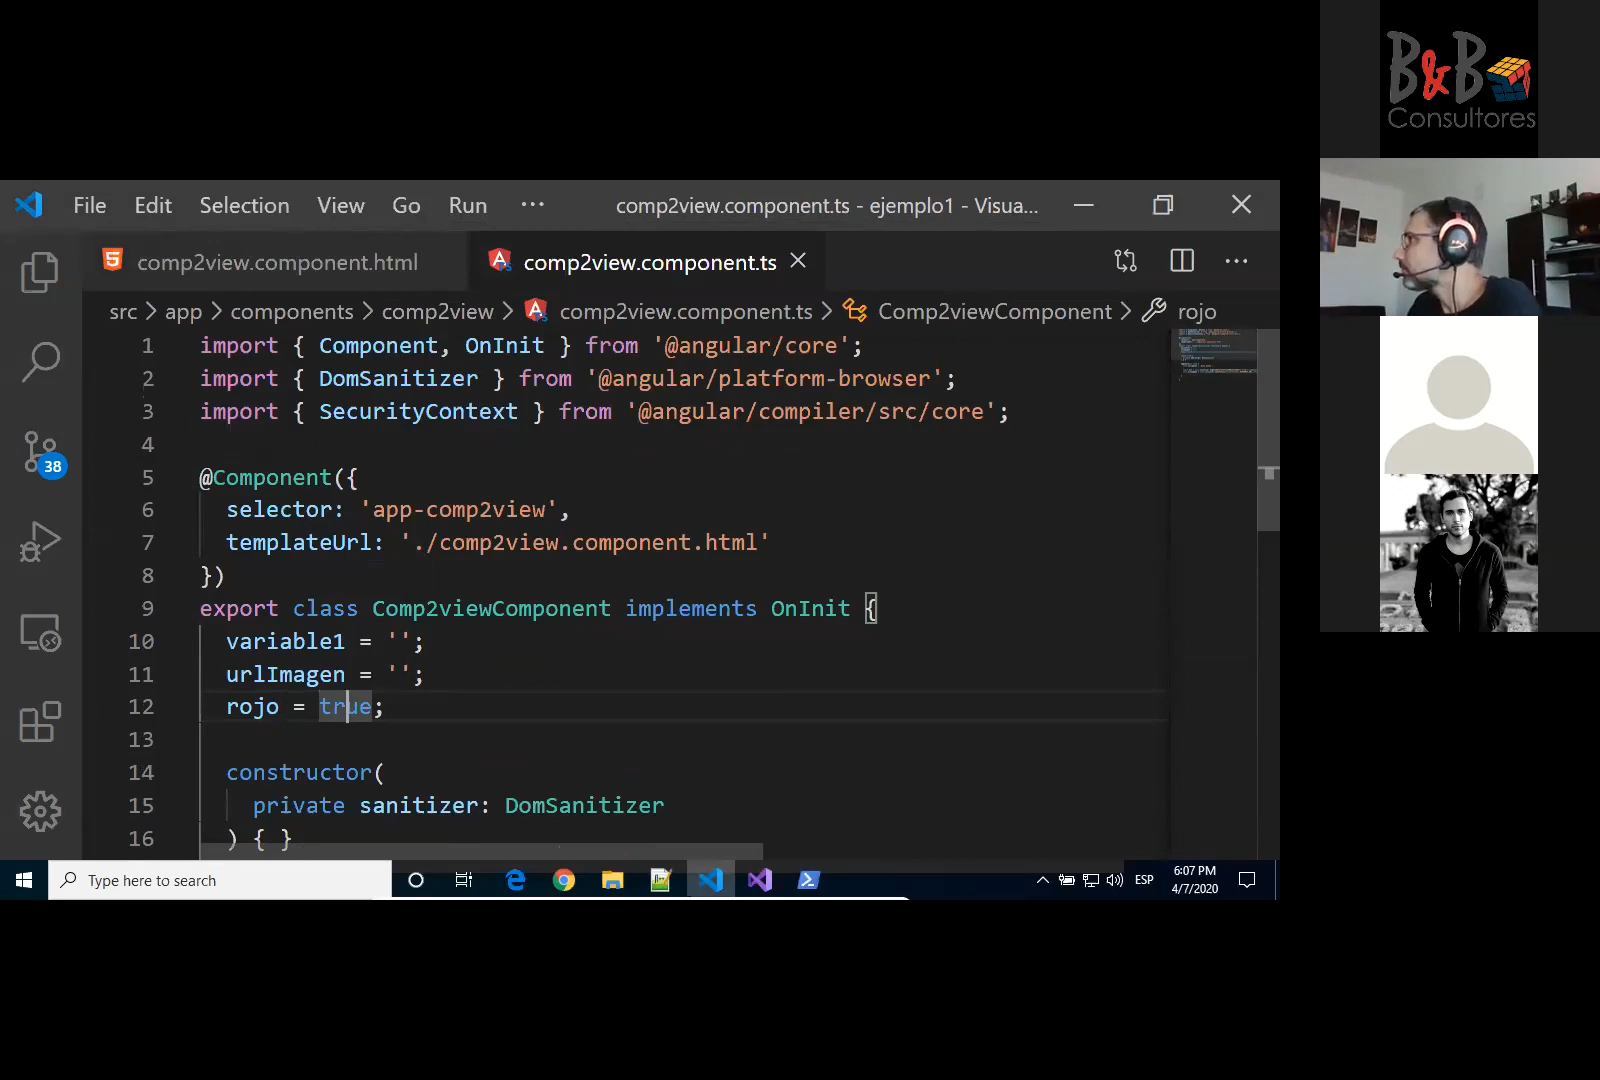 B&B
Consultores
File Edit Selection View Go Run ··· comp2view.component.ts - ejemplo1 - Visua...
comp2view.component.html comp2view.component.ts
src > app > components > comp2view > comp2view.component.ts > Comp2viewComponent > rojo
1 import { Component, OnInit } from '@angular/core';
2 import { DomSanitizer } from '@angular/platform-browser';
3 import { SecurityContext } from '@angular/compiler/src/core';
4
5 @Component({
6 selector: 'app-comp2view',
7 templateUrl: './comp2view.component.html'
8 })
9 export class Comp2viewComponent implements OnInit {
10 variable1 = '';
11 urlImagen = '';
12 rojo = true;
13
14 constructor(
15 private sanitizer: DomSanitizer
16 ) { }
38
Type here to search
ESP
6:07 PM
4/7/2020